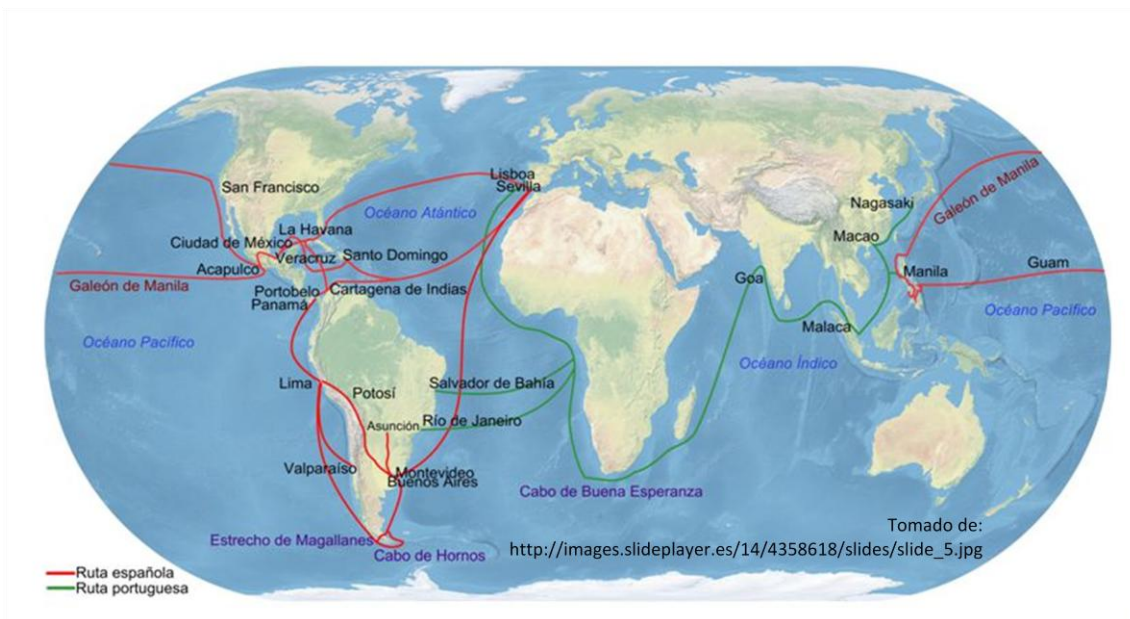 Lisboa
Sevilla
Galeón de Manila
San Francisco
Nagasaki
Océano Atántico
La Havana
Macao
Ciudad de México
Veracruz
Santo Domingo
Acapulco
Manila
Guam
Galeón de Manila
Portobelo
Cartagena de Indias
Goa
Panamá
Océano Pacífico
Malaca
Océano Pacífico
Océano Índico
Lima
Potosí
Salvador de Bahía
Asunción
Río de Janeiro
Valparaíso
Montevideo
Buenos Aires
Cabo de Buena Esperanza
Estrecho de Magallanes
Cabo de Hornos
Tomado de:
http://images.slideplayer.es/14/4358618/slides/slide_5.jpg
Ruta española
Ruta portuguesa